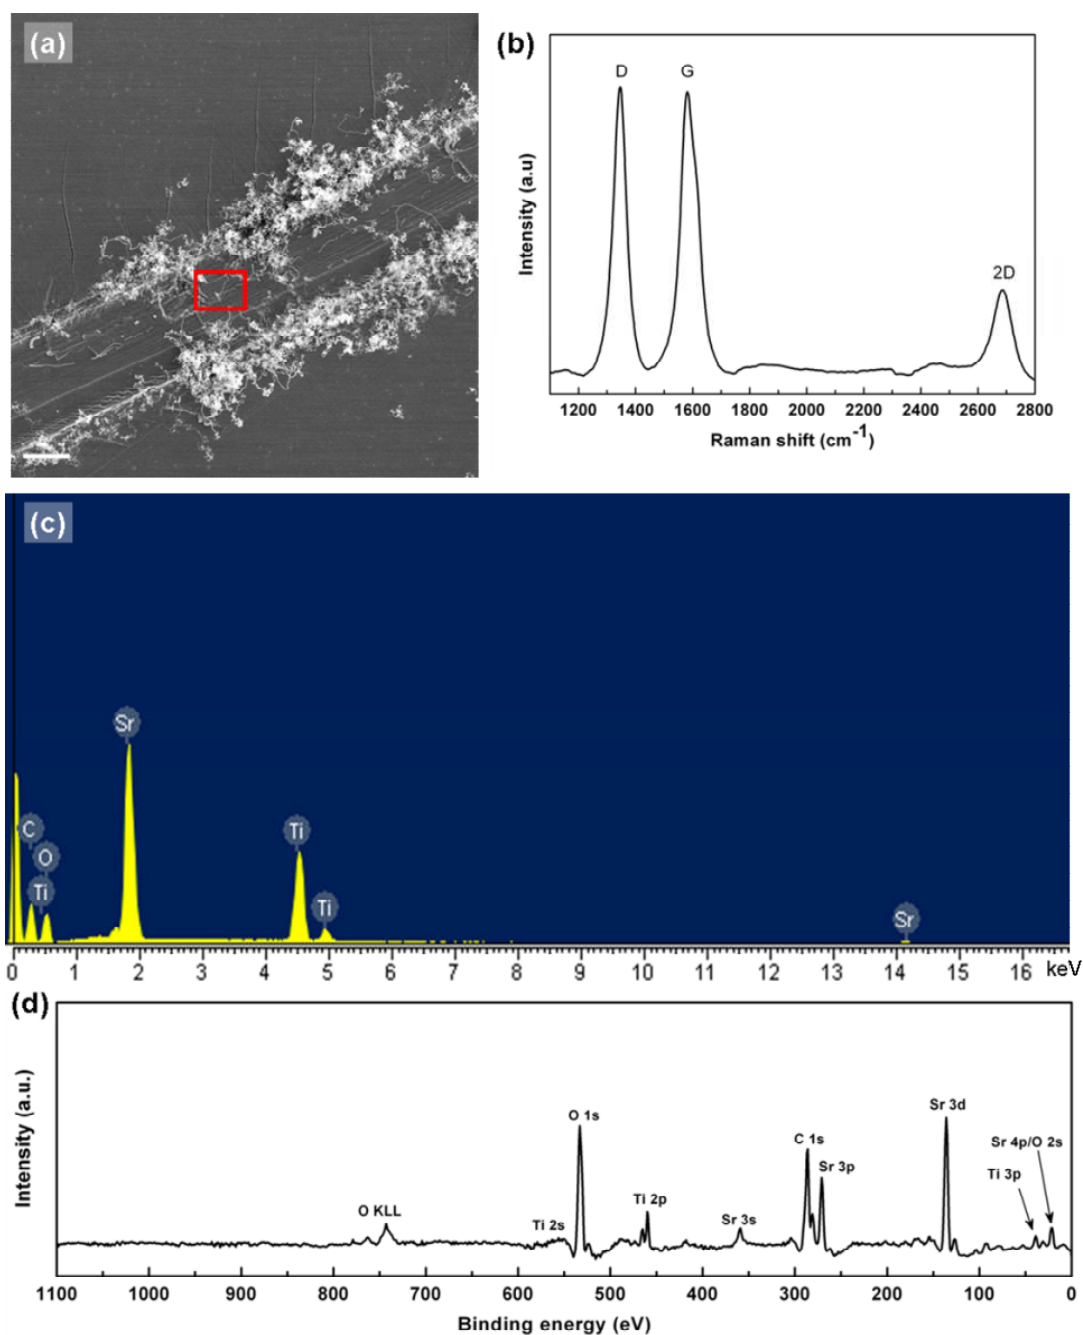 (a)
(b)
D G
2D
Intensity (a.u)
1200 1400 1600 1800 2000 2200 2400 2600 2800
Raman shift (cm-1)
(c)
Sr
C
O
Ti
Ti
Ti
Sr
0 1 2 3 4 5 6 7 8 9 10 11 12 13 14 15 16 keV
(d)
Intensity (a.u.)
O KLL
Ti 2s
O 1s
Ti 2p
Sr 3s
C 1s
Sr 3p
Sr 3d
Sr 4p/O 2s
Ti 3p
1100 1000 900 800 700 600 500 400 300 200 100 0
Binding energy (eV)